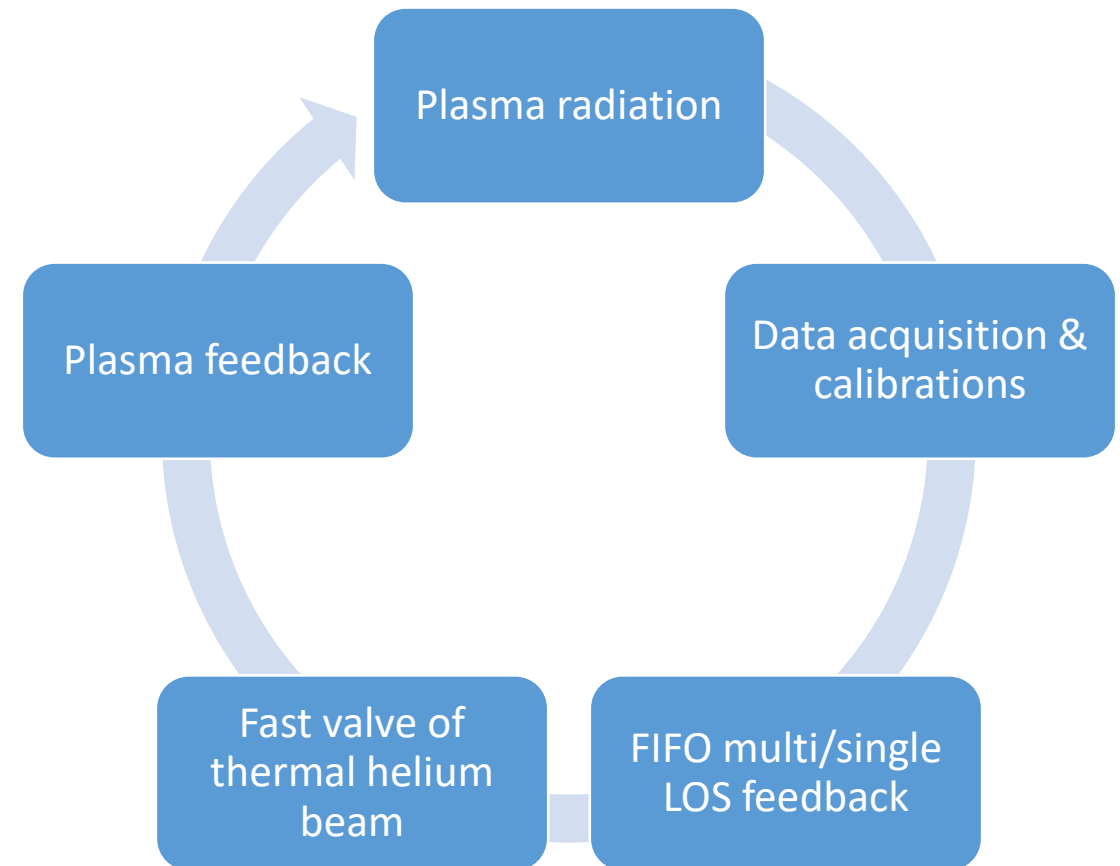 Plasma radiation
Data acquisition &
calibrations
FIFO multi/single
LOS feedback
Fast valve of
thermal helium
beam
Plasma feedback